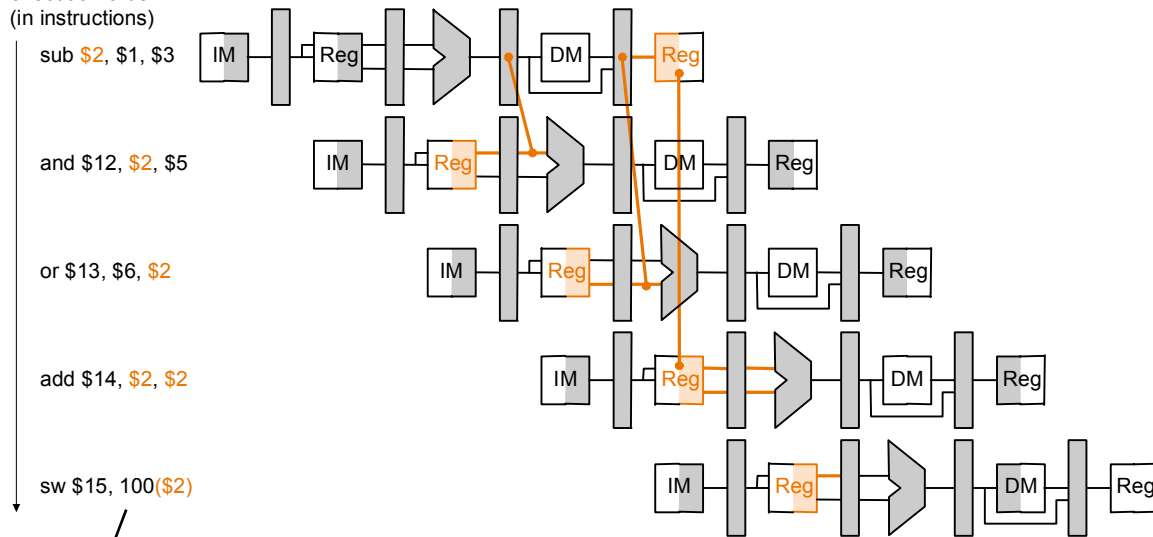 (in instructions)
sub $2, $1, $3
IM
Reg
DM
Reg
and $12, $2, $5
IM
Reg
DM
Reg
or $13, $6, $2
IM
Reg
DM
Reg
add $14, $2, $2
IM
Reg
DM
Reg
sw $15, 100($2)
IM
Reg
DM
Reg